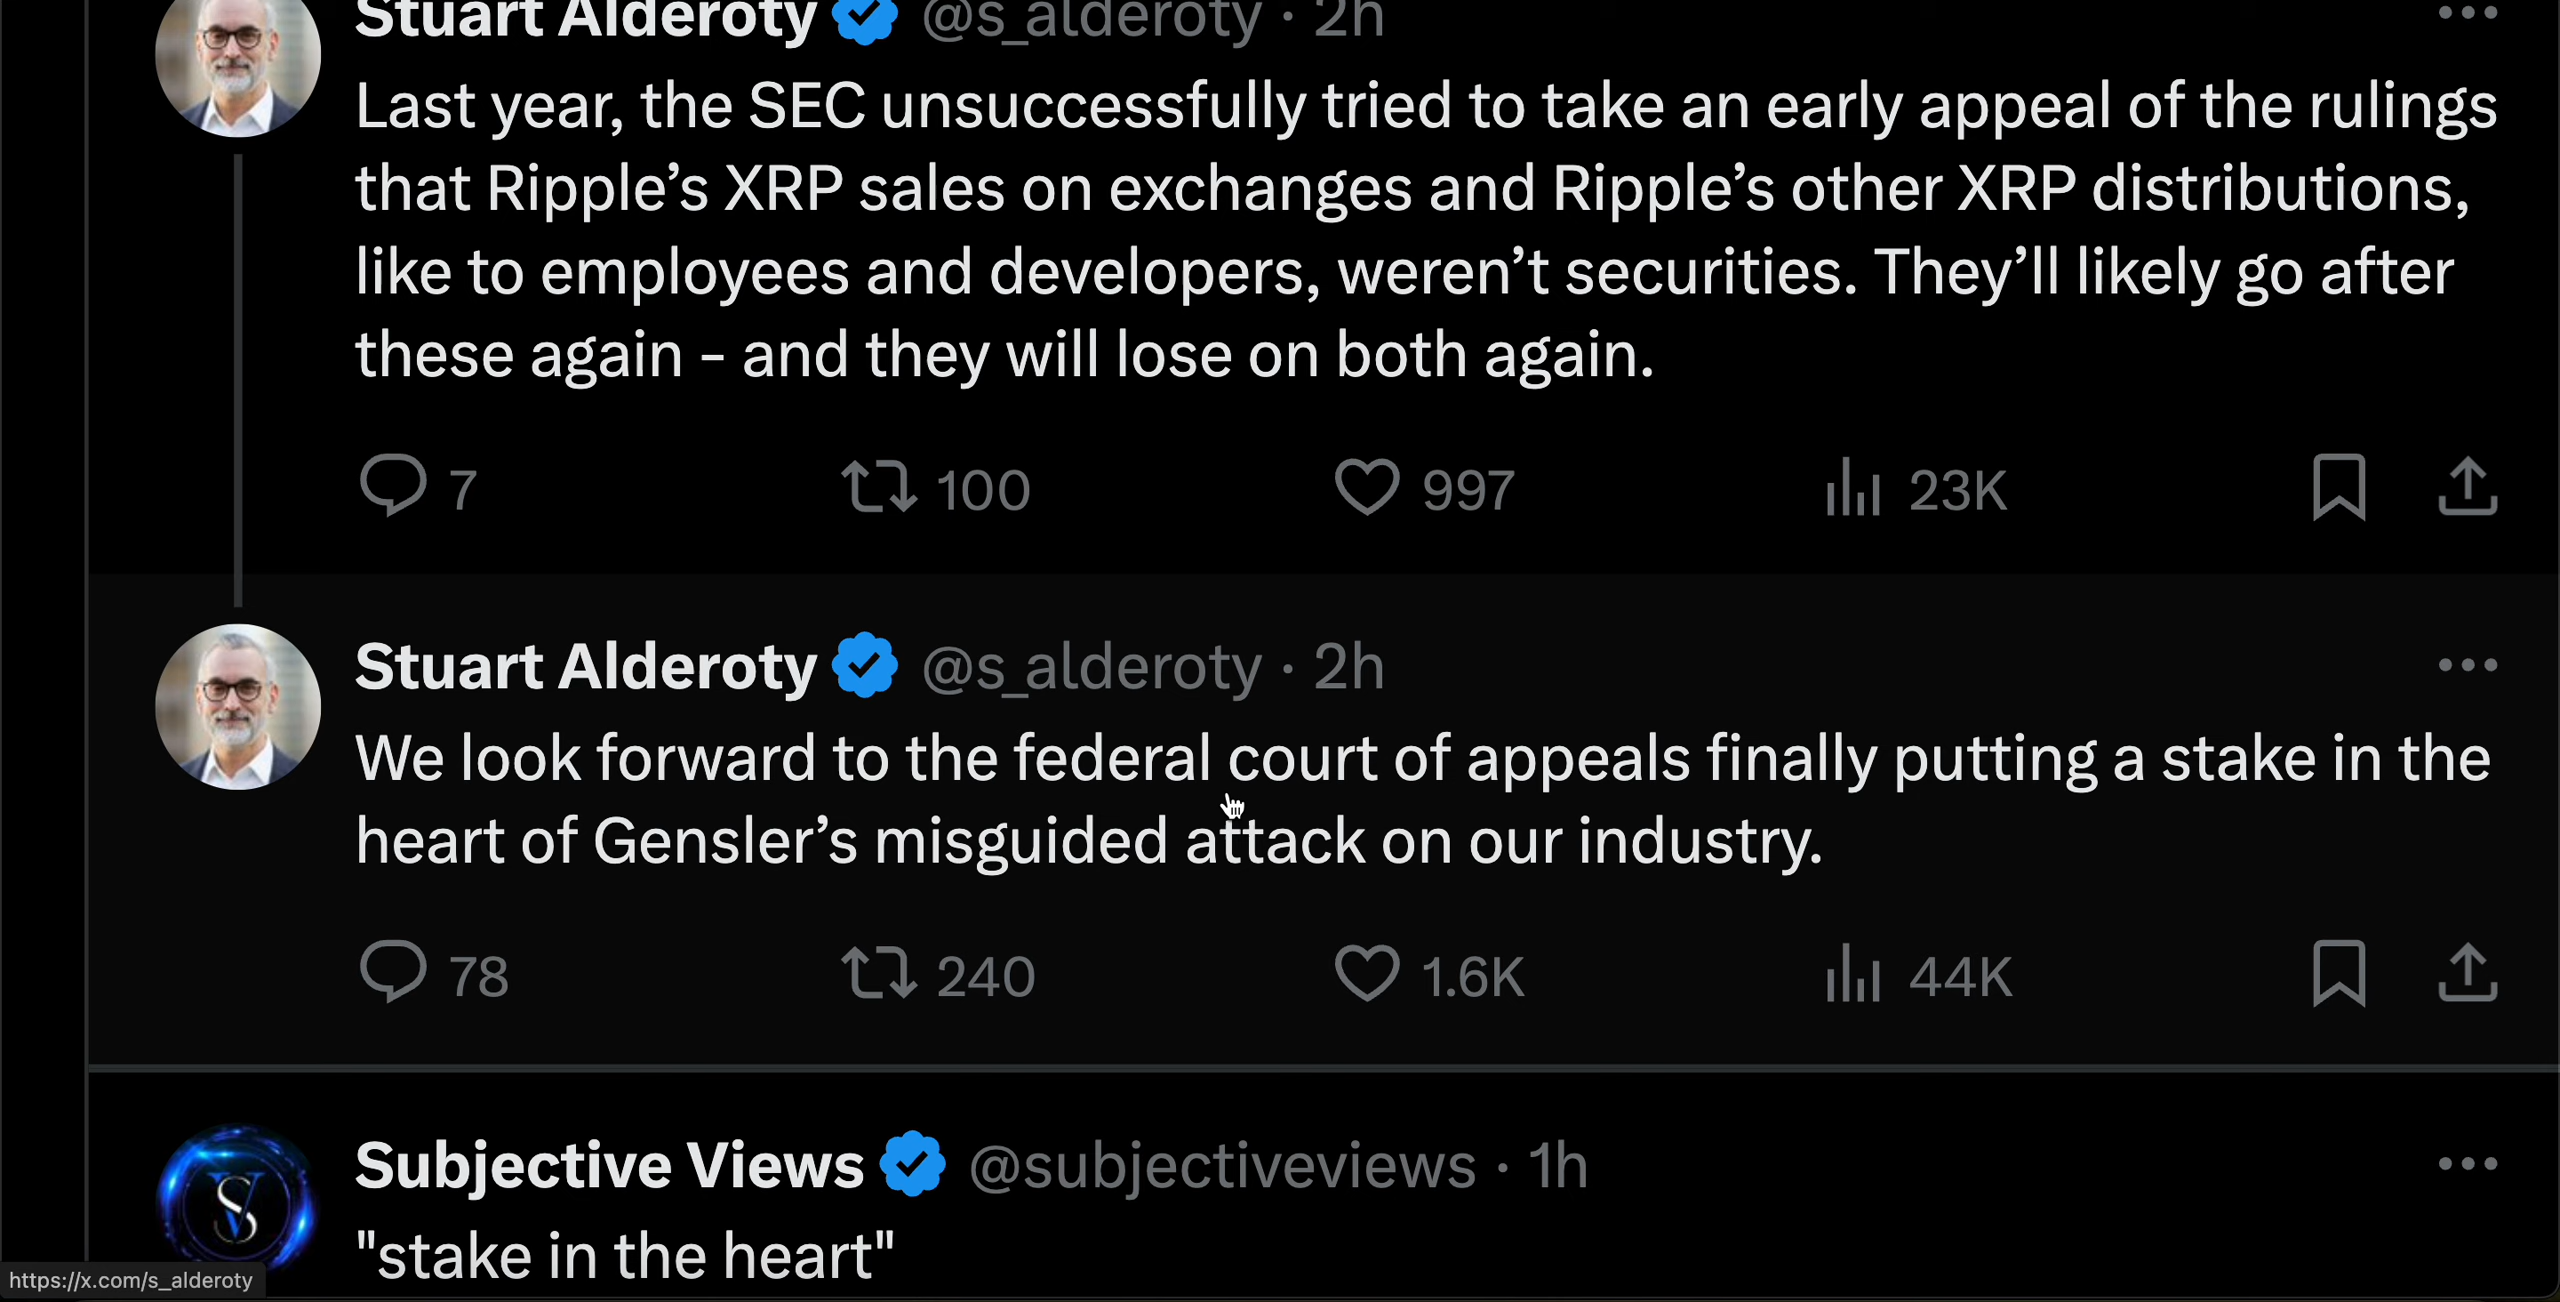 Stuart Alderoty @s_alderoty · 2h
Last year, the SEC unsuccessfully tried to take an early appeal of the rulings
that Ripple’s XRP sales on exchanges and Ripple’s other XRP distributions,
like to employees and developers, weren’t securities. They’ll likely go after
these again - and they will lose on both again.
7 100 997 23K
Stuart Alderoty @s_alderoty · 2h
We look forward to the federal court of appeals finally putting a stake in the
heart of Gensler’s misguided attack on our industry.
78 240 1.6K 44K
Subjective Views @subjectiveviews · 1h
"stake in the heart"
https://x.com/s_alderoty